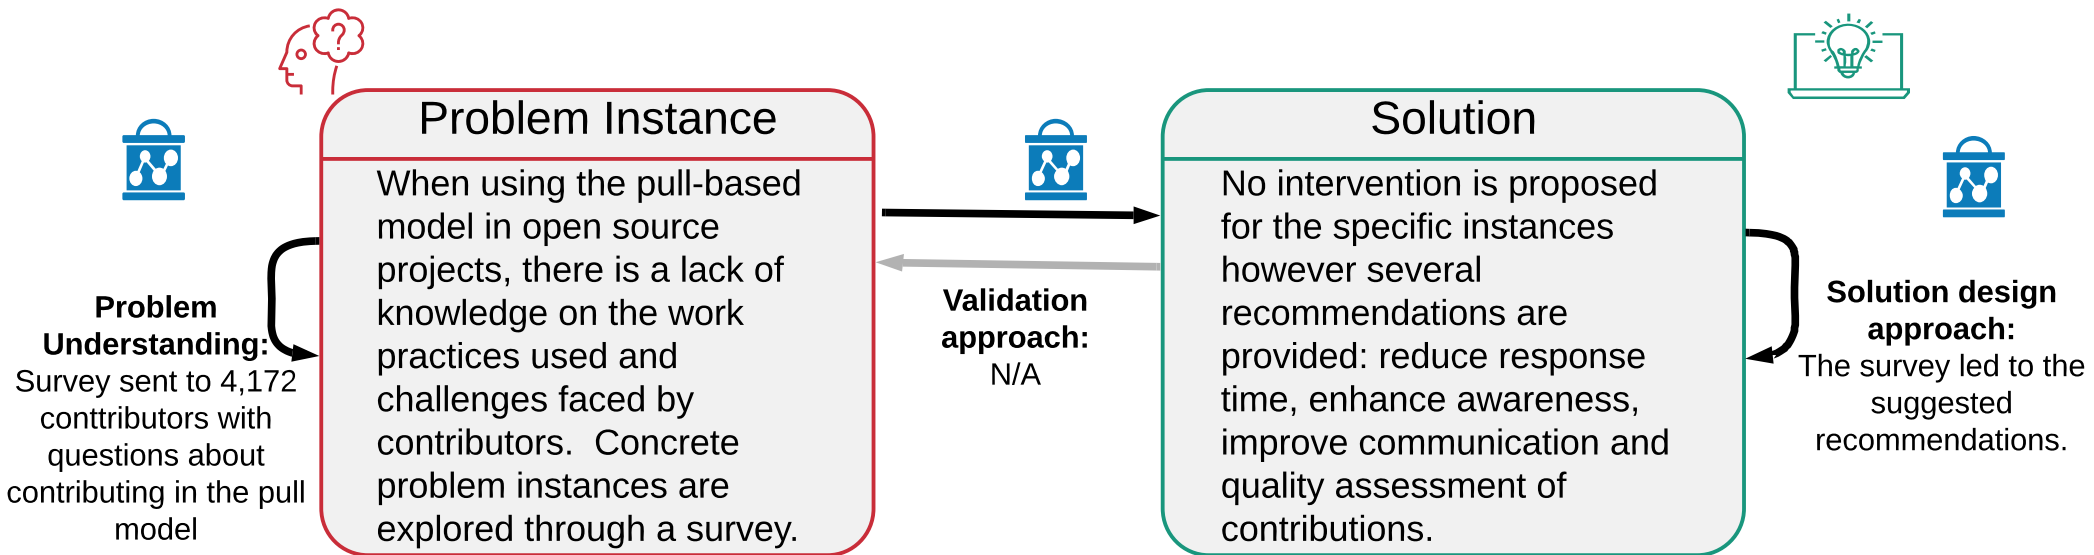 Problem
Understanding:
Survey sent to 4,172
conttributors with
questions about
contributing in the pull
model
?
Problem Instance
When using the pull-based
model in open source
projects, there is a lack of
knowledge on the work
practices used and
challenges faced by
contributors.  Concrete
problem instances are
explored through a survey.
Validation
approach:
N/A
Solution
No intervention is proposed
for the specific instances
however several
recommendations are
provided: reduce response
time, enhance awareness,
improve communication and
quality assessment of
contributions.
Solution design
approach:
The survey led to the
suggested
recommendations.